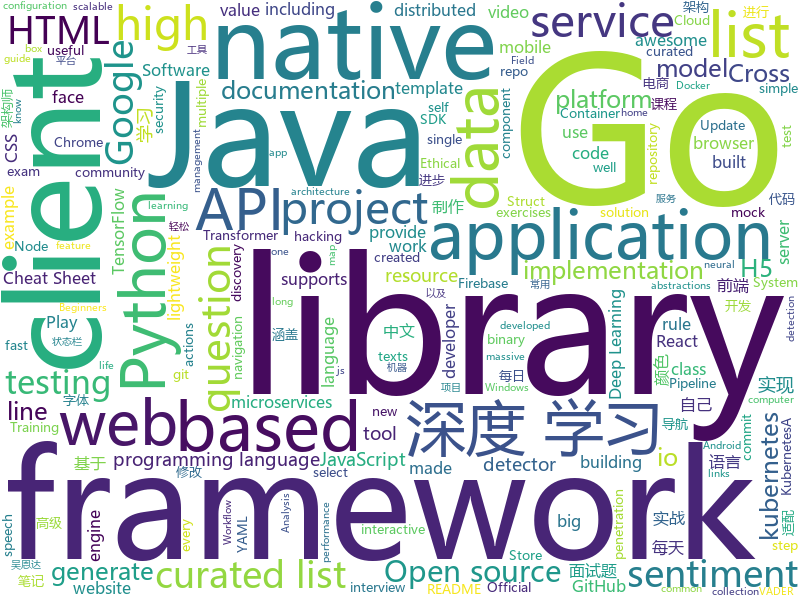 configuration
scalable
Container
guide
box
工具
平台
架构师
know
HTML
high
value
including
distributed
video
service
list
架构
进行
Cloud
电商
Docker
Store
useful
Software
native
Go
awesome
curated
mobile
repo
model
Cross
platform
课程
simple
client
Google
学习
security
multiple
documentation
template
self
SDK
component
data
use
code
built
repository
Update
browser
home
test
face
Chrome
Java
single
Ethical
进步
Struct
exercises
well
solution
mock
代码
服务
CSS
exam
community
learning
app
management
architecture
API
project
制作
one
map
created
provide
work
application
server
example
Node
TensorFlow
Python
lightweight
Transformer
hacking
discovery
supports
Firebase
resource
implementation
H5
前端
System
开发
abstractions
neural
Beginners
Cheat Sheet
Play
fast
状态栏
actions
question
涵盖
language
中文
texts
常用
以及
long
js
developer
binary
navigation
Deep Learning
rule
React
颜色
class
Pipeline
每日
机器
developed
massive
Windows
项目
computer
collection
detection
testing
字体
life
git
library
microservices
line
web
based
深度 学习
实现
自己
导航
commit
Android
links
KubernetesA
kubernetes
io
语言
适配
基于
programming language
JavaScript
tool
made
detector
building
new
修改
engine
YAML
Workflow
every
Analysis
framework
interactive
select
performance
实战
每天
big
Field
speech
高级
吴恩达
笔记
Training
generate
website
轻松
feature
step
curated list
interview
Open source
README
Official
面试题
GitHub
penetration
sentiment
common
VADER